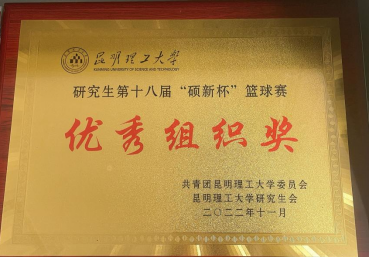 昆明理工大学
KUNMING UNIVERSITY OF SCIENCE AND TECHNOLOGY
研究生第十八届“硕新杯”篮球赛
优秀组织奖
共青团昆明理工大学委员会
昆明理工大学研究生会
二〇二二年十一月